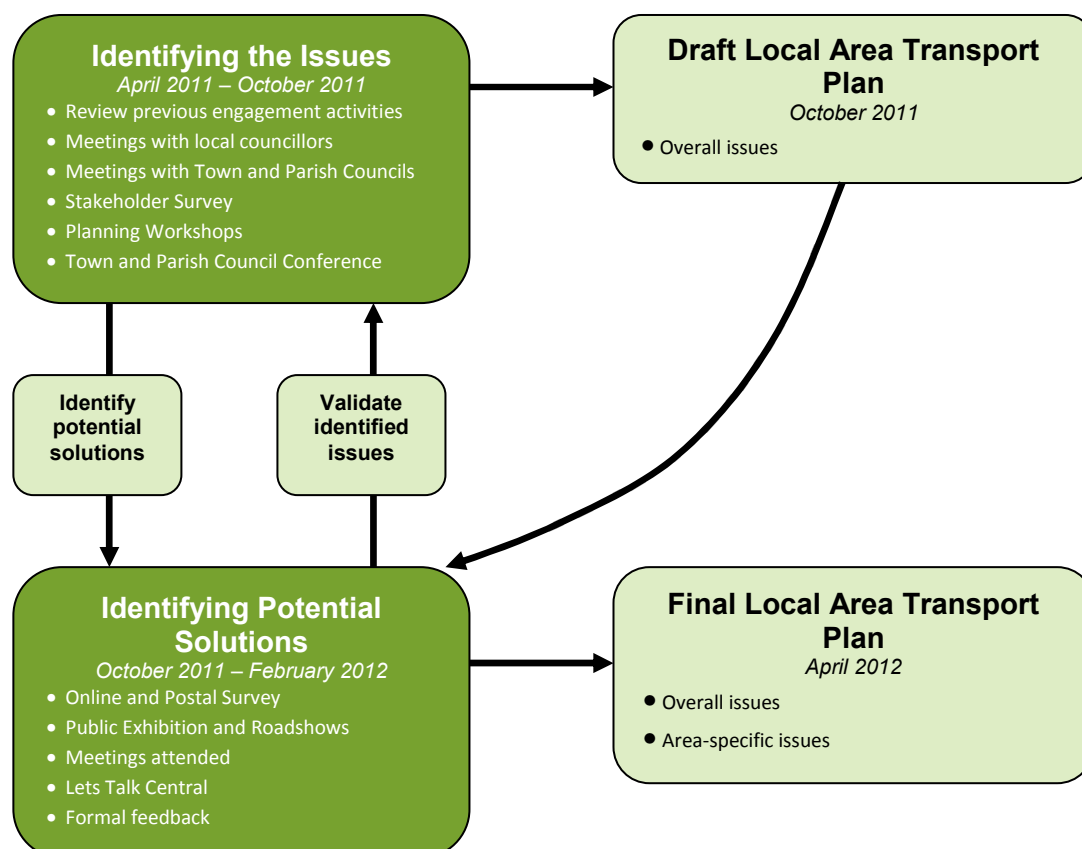 Identifying the Issues
April 2011 – October 2011
• Review previous engagement activities
• Meetings with local councillors
• Meetings with Town and Parish Councils
• Stakeholder Survey
• Planning Workshops
• Town and Parish Council Conference
Draft Local Area Transport
Plan
October 2011
• Overall issues
Identify
potential
solutions
Validate
identified
issues
Identifying Potential
Solutions
October 2011 – February 2012
• Online and Postal Survey
• Public Exhibition and Roadshows
• Meetings attended
• Lets Talk Central
• Formal feedback
Final Local Area Transport
Plan
April 2012
• Overall issues
• Area-specific issues